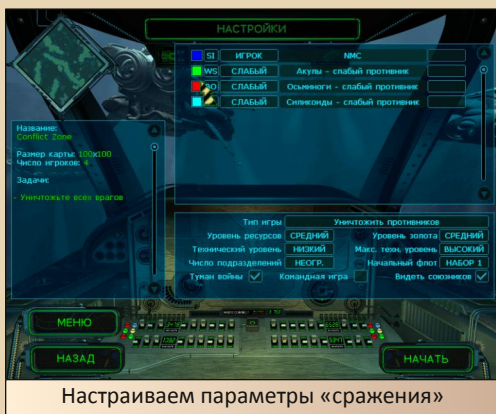 НАСТРОЙКИ
SI ИГРОК NMC
WS СЛАБЫЙ Акулы - слабый противник
BO СЛАБЫЙ Осьминоги - слабый противник
СЛАБЫЙ Силикоиды - слабый противник
Название:
Conflict Zone
Размер карты: 100x100
Число игроков: 4
Задачи:
- Уничтожьте всех врагов
Тип игры Уничтожить противников
Уровень ресурсов СРЕДНИЙ Уровень золота СРЕДНИЙ
Технический уровень НИЗКИЙ Макс. техн. уровень ВЫСОКИЙ
Число подразделений НЕОГР. Начальный флот НАБОР 1
Туман войны Командная игра Видеть союзников
МЕНЮ
НАЗАД
НАЧАТЬ
Настраиваем параметры «сражения»